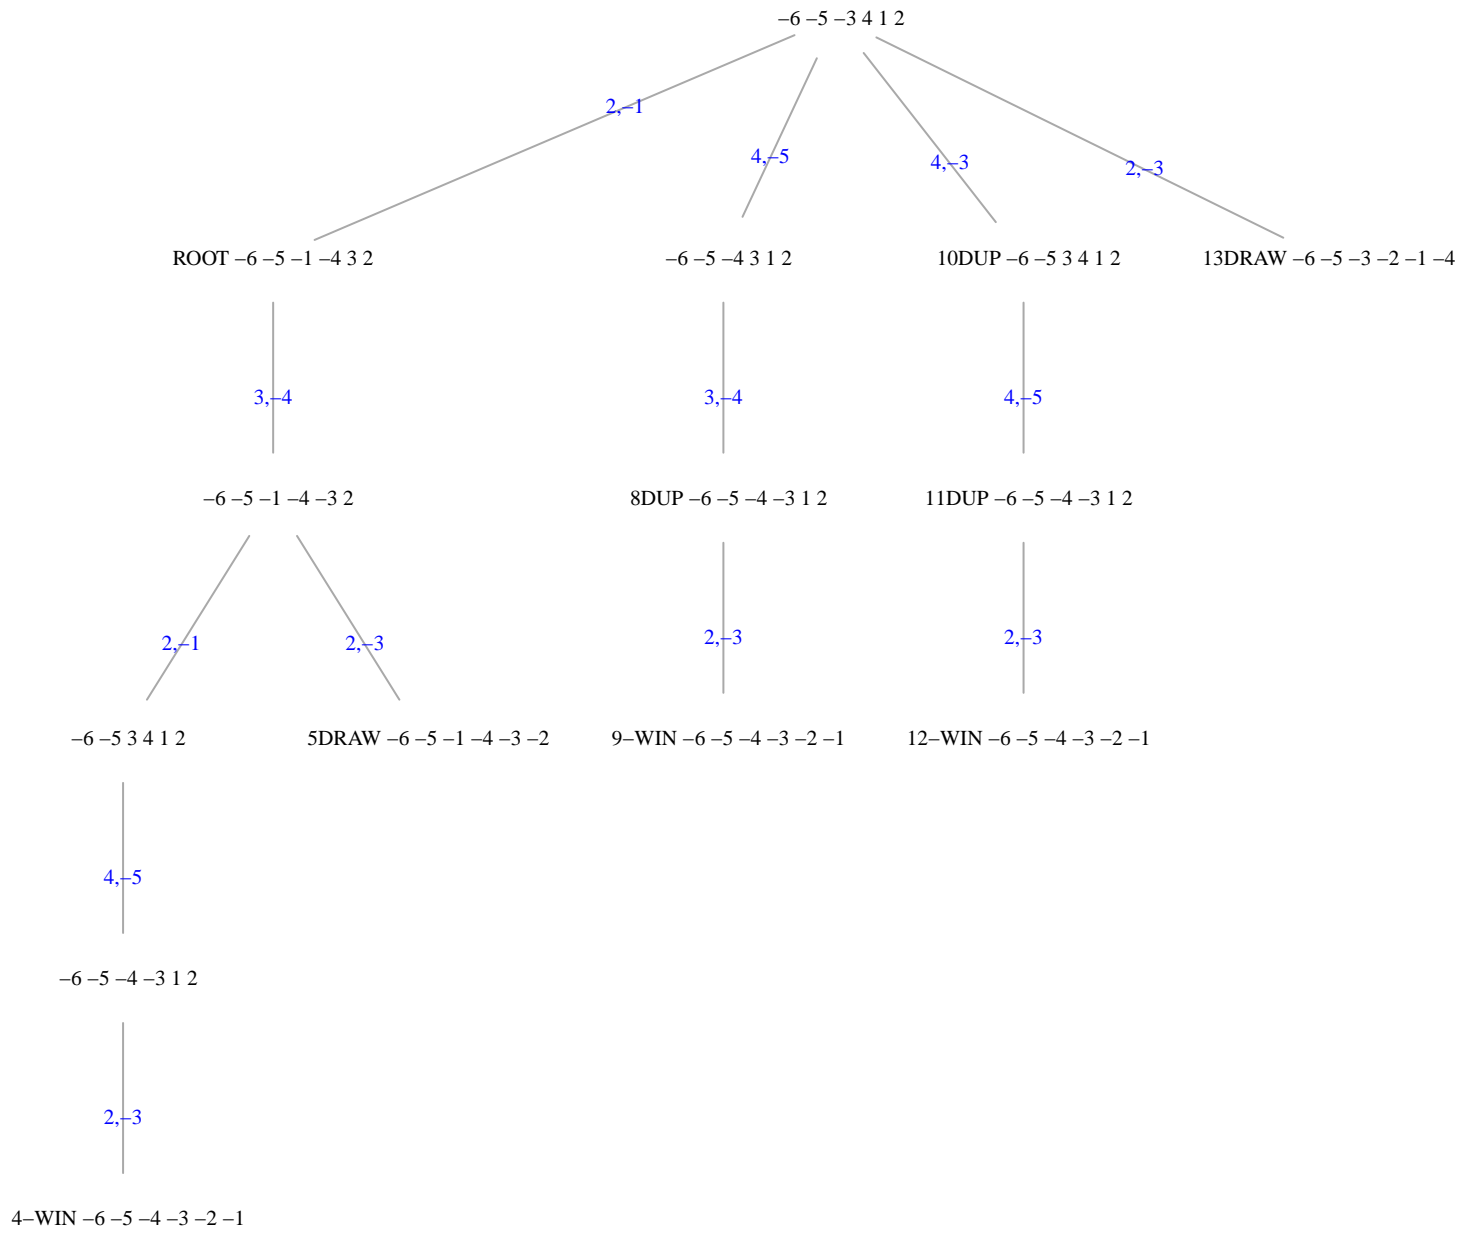 −6 −5 −3 4 1 2
2,−1
4,−5
4,−3
2,−3
ROOT −6 −5 −1 −4 3 2
−6 −5 −4 3 1 2
10DUP −6 −5 3 4 1 2
13DRAW −6 −5 −3 −2 −1 −4
3,−4
3,−4
4,−5
−6 −5 −1 −4 −3 2
8DUP −6 −5 −4 −3 1 2
11DUP −6 −5 −4 −3 1 2
2,−1
2,−3
2,−3
2,−3
−6 −5 3 4 1 2
5DRAW −6 −5 −1 −4 −3 −2
9−WIN −6 −5 −4 −3 −2 −1
12−WIN −6 −5 −4 −3 −2 −1
4,−5
−6 −5 −4 −3 1 2
2,−3
4−WIN −6 −5 −4 −3 −2 −1